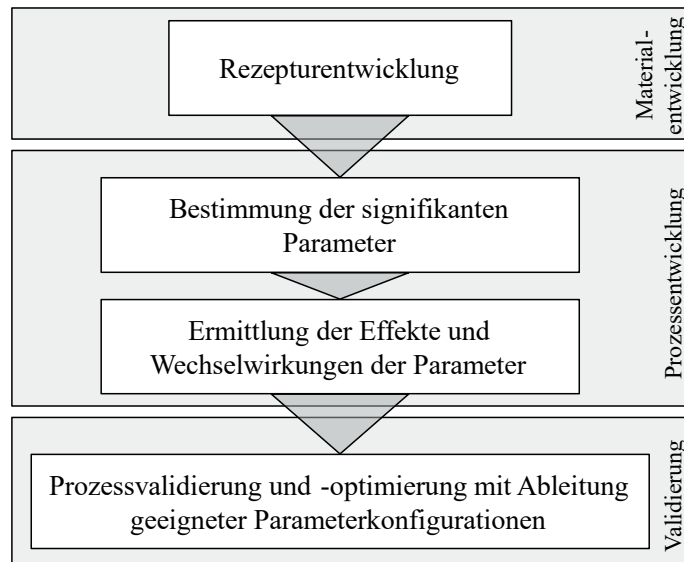 Rezepturentwicklung
Material-
entwicklung
Bestimmung der signifikanten
Parameter
Ermittlung der Effekte und
Wechselwirkungen der Parameter
Prozessentwicklung
Prozessvalidierung und -optimierung mit Ableitung
geeigneter Parameterkonfigurationen
Validierung